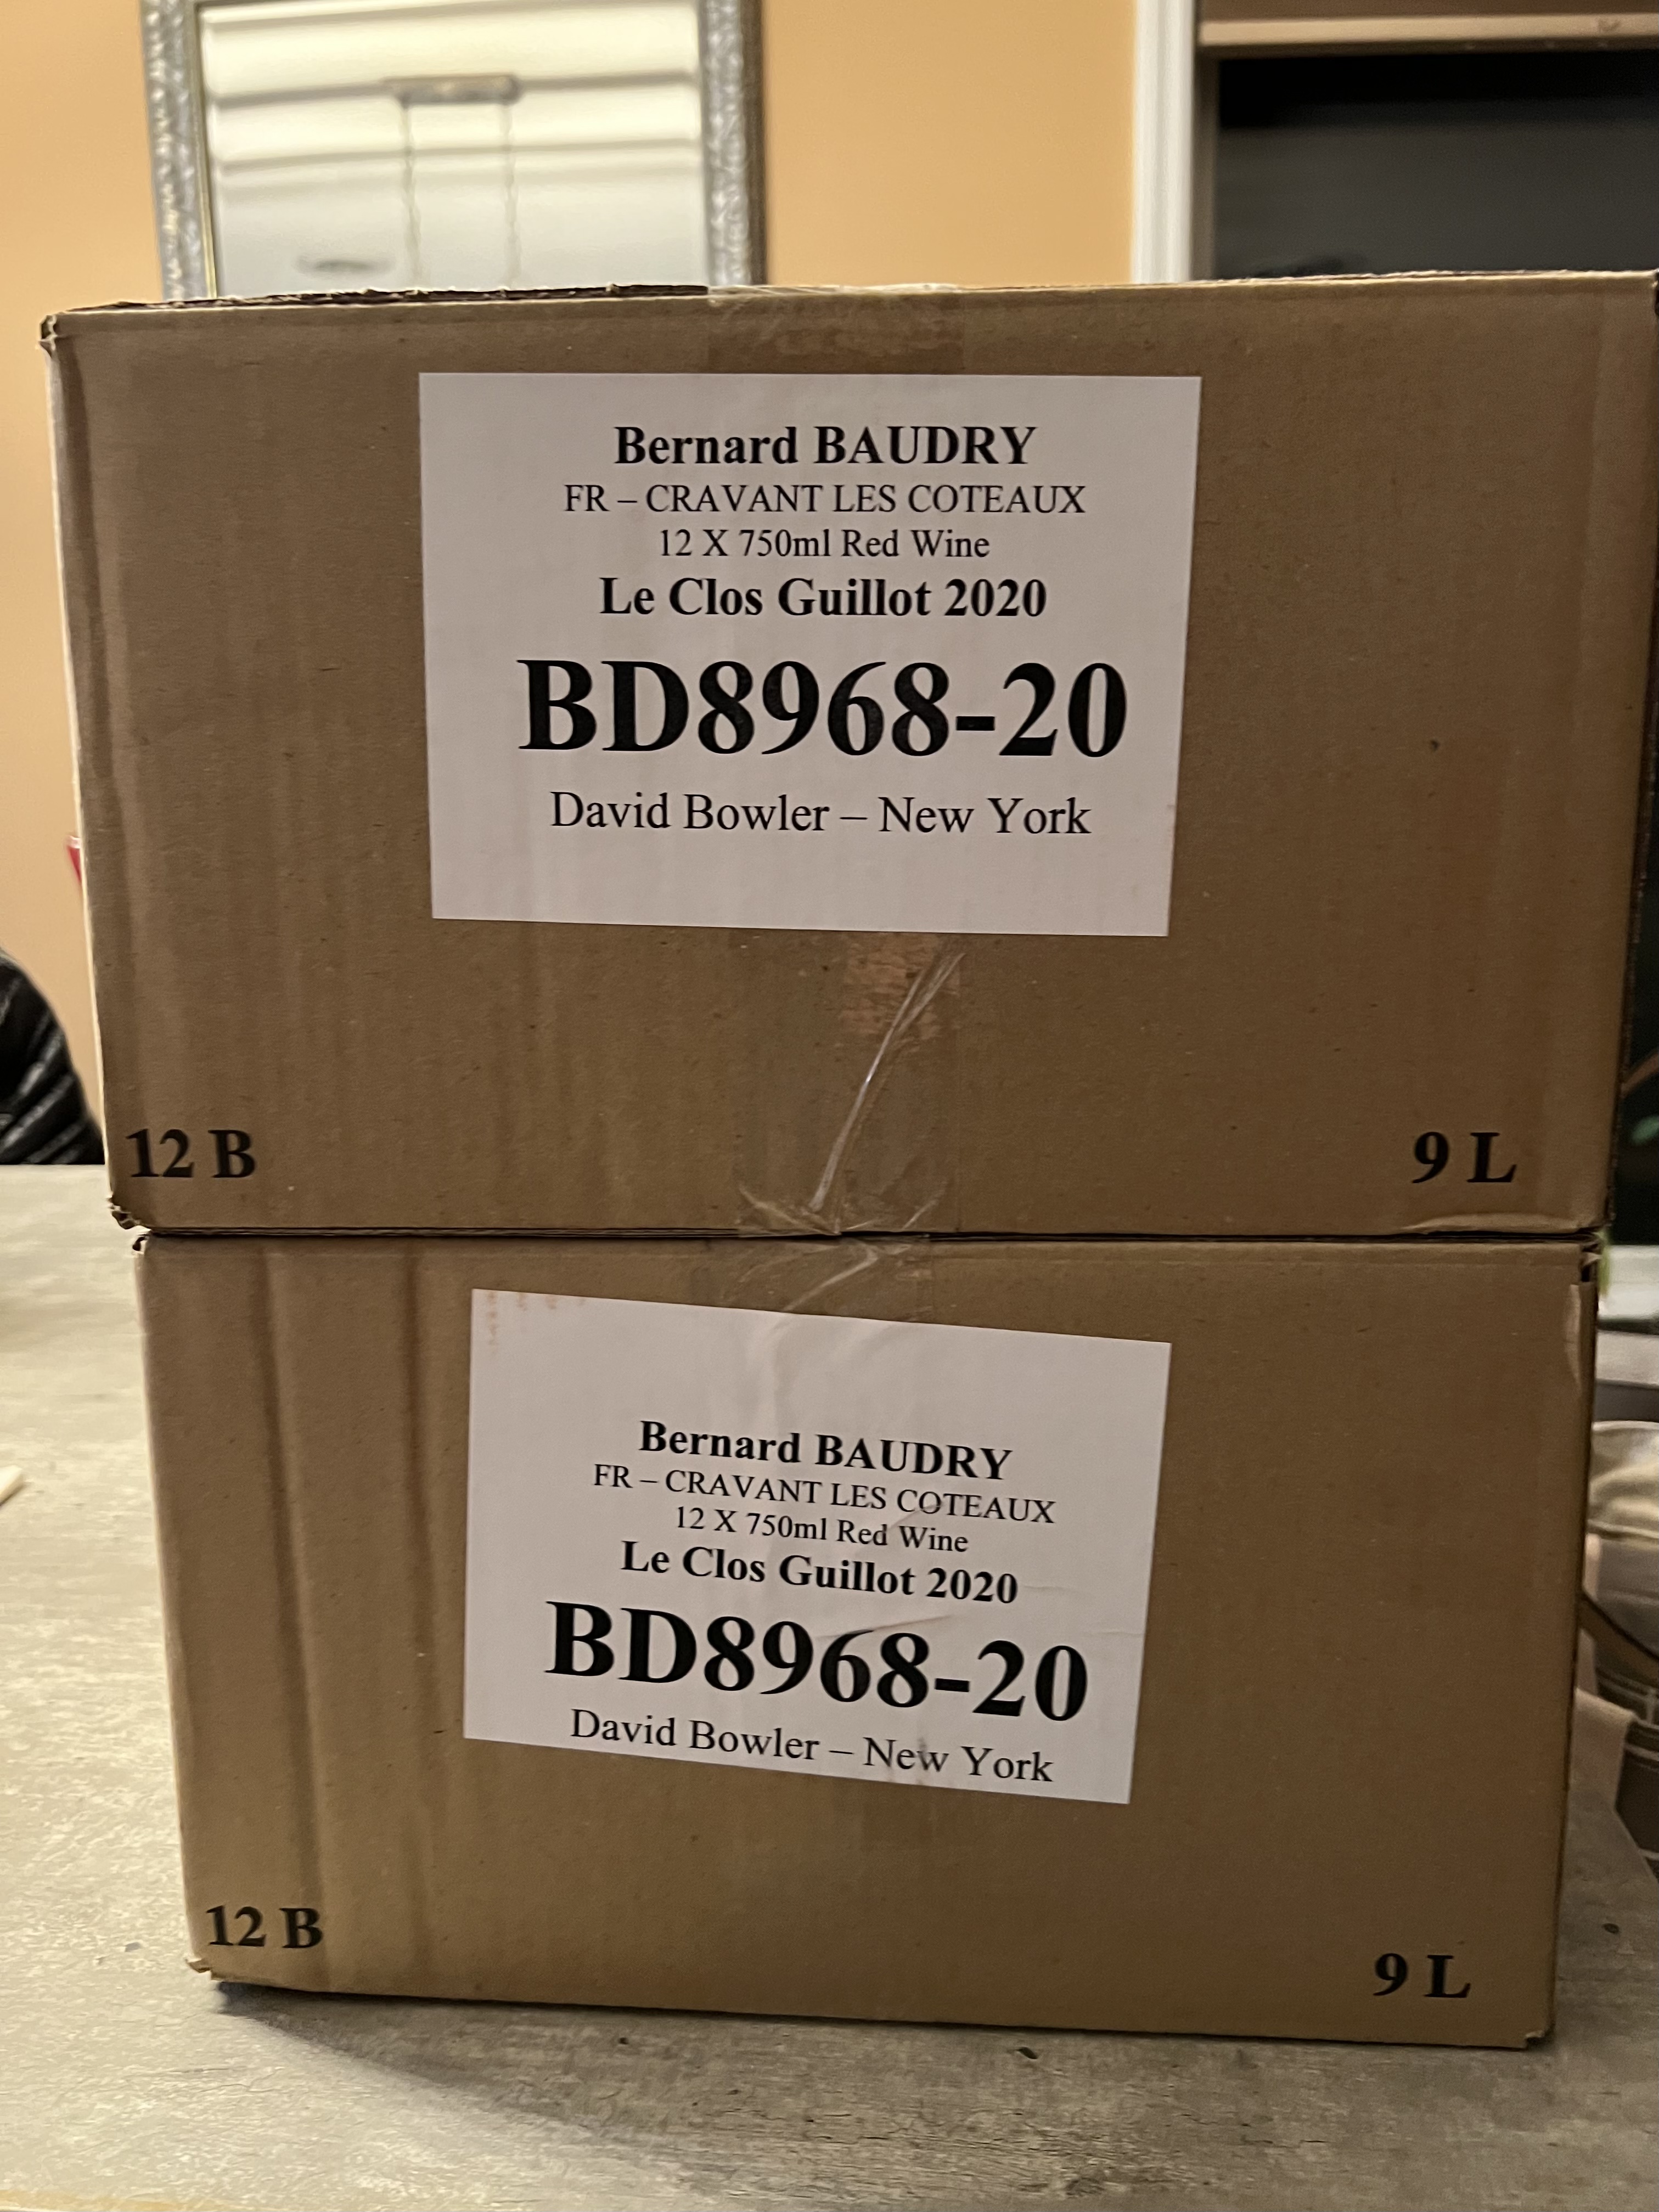 Bernard BAUDRY
FR – CRAVANT LES COTEAUX
12 X 750ml Red Wine
Le Clos Guillot 2020
BD8968-20
David Bowler – New York
12 B
9 L
Bernard BAUDRY
FR – CRAVANT LES COTEAUX
12 X 750ml Red Wine
Le Clos Guillot 2020
BD8968-20
David Bowler – New York
12 B
9 L